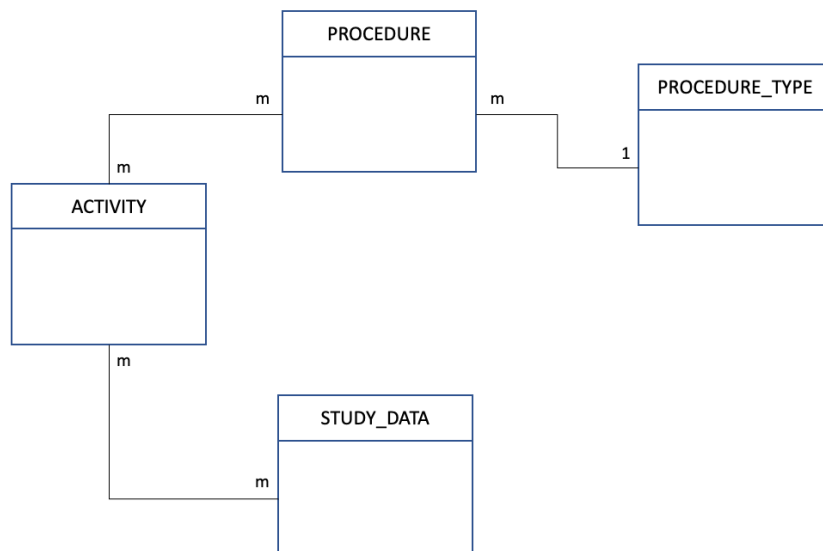 PROCEDURE
PROCEDURE_TYPE
m
m
1
m
ACTIVITY
m
STUDY_DATA
m